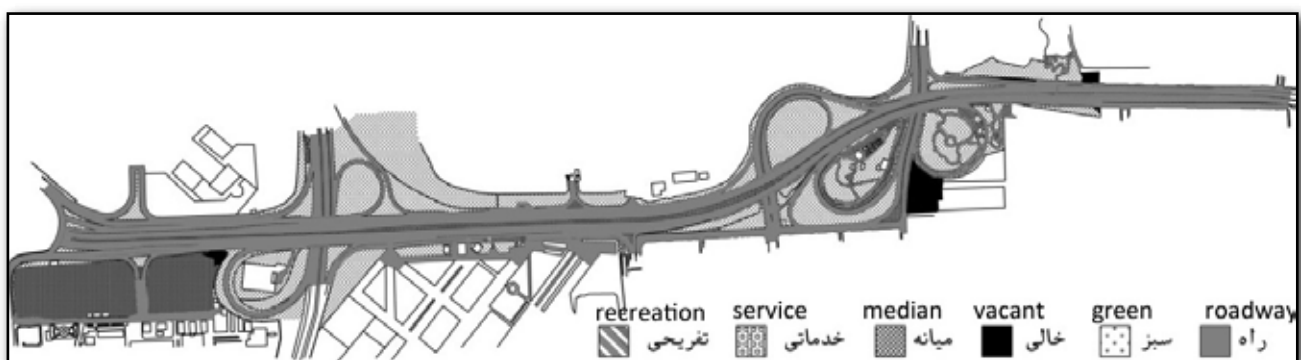 recreation service median vacant green roadway
تفریحی خدماتی میانه خالی سبز راه